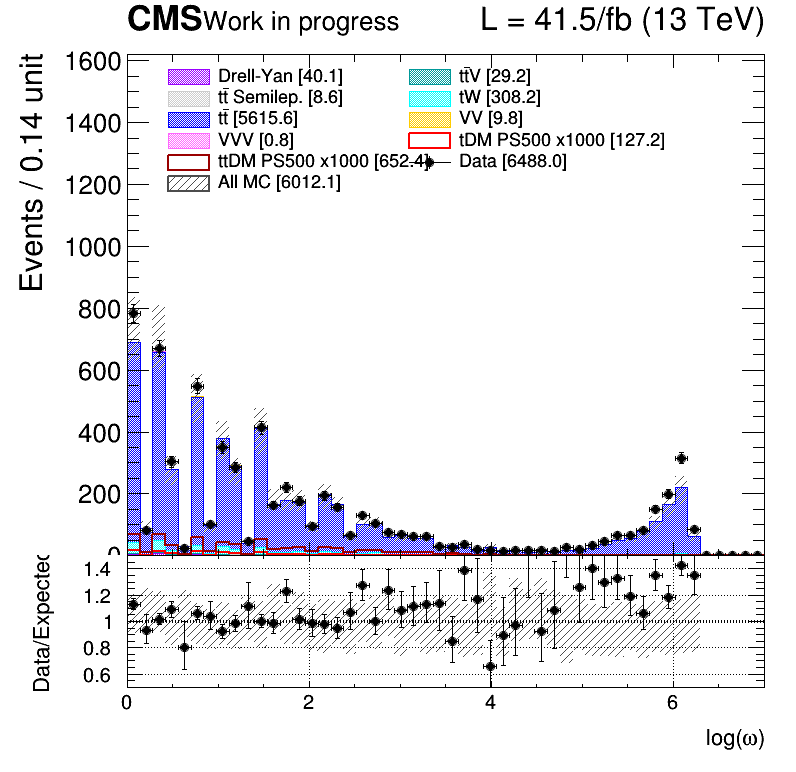 CMS Work in progress L = 41.5/fb (13 TeV)
Events / 0.14 unit
1600
1400
1200
1000
800
600
400
200
0
Drell-Yan [40.1]
tt̄V [29.2]
tt̄ Semilep. [8.6]
tW [308.2]
tt̄ [5615.6]
VV [9.8]
VVV [0.8]
tDM PS500 x1000 [127.2]
ttDM PS500 x1000 [652.4]
Data [6488.0]
All MC [6012.1]
Data/Expected
1.4
1.2
1
0.8
0.6
0 2 4 6
log(ω)